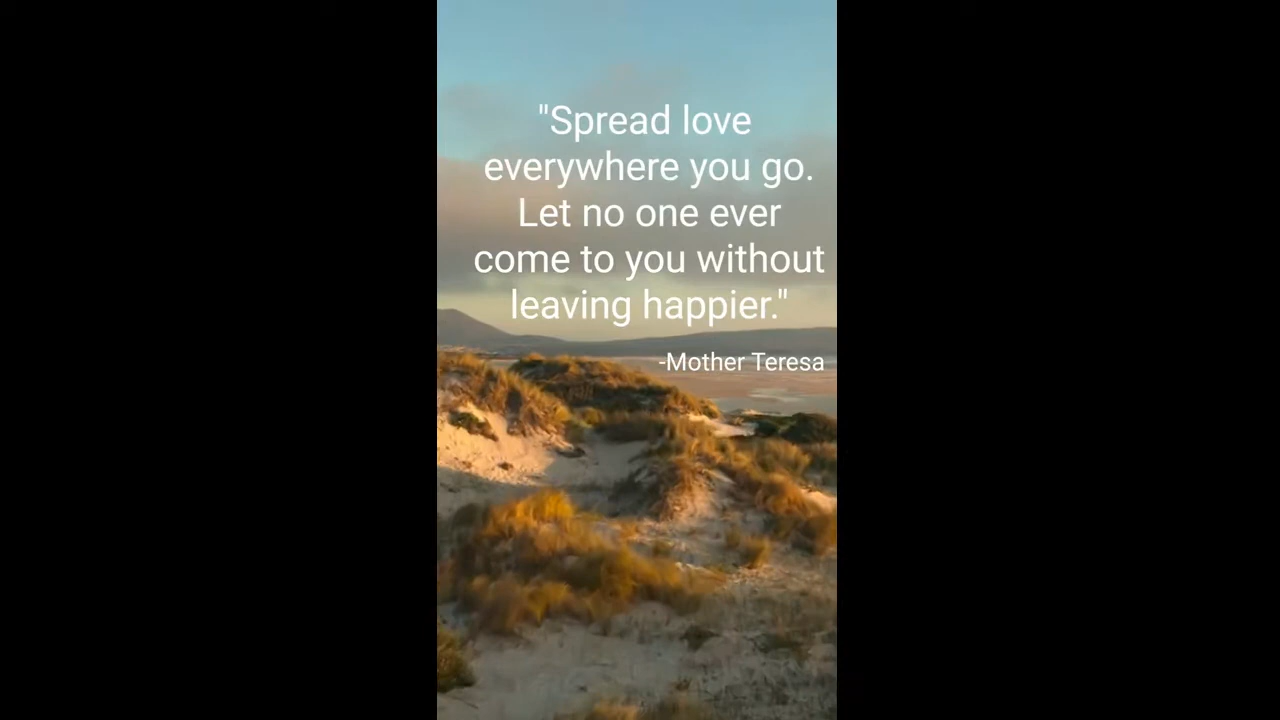 "Spread love
everywhere you go.
Let no one ever
come to you without
leaving happier."
-Mother Teresa